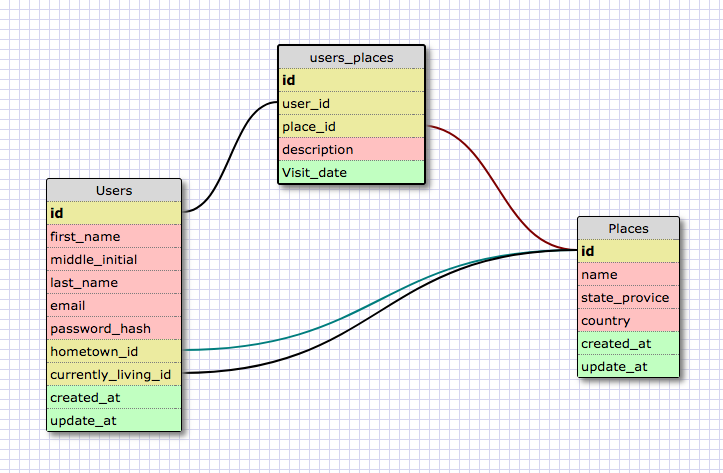 users_places
id
user_id
place_id
description
Visit_date
Users
id
first_name
middle_initial
last_name
email
password_hash
hometown_id
currently_living_id
created_at
update_at
Places
id
name
state_provice
country
created_at
update_at